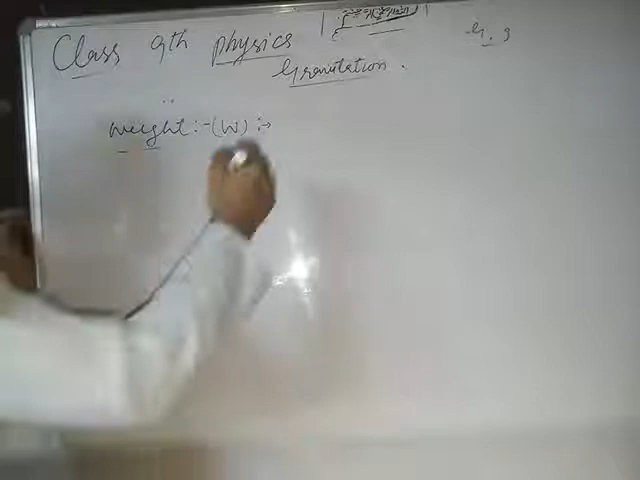 Class 9th physics
Gravitation.
weight :- (W) :→